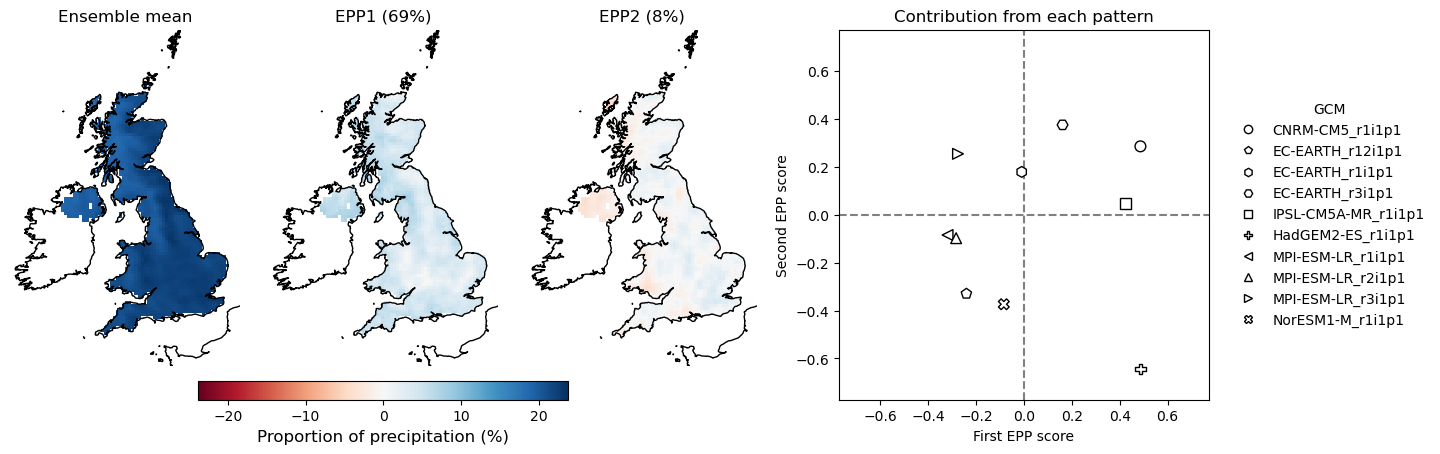 Ensemble mean
EPP1 (69%)
EPP2 (8%)
−20
−10
0
10
20
Proportion of precipitation (%)
Contribution from each pattern
Second EPP score
0.6
0.4
0.2
0.0
−0.2
−0.4
−0.6
−0.6
−0.4
−0.2
0.0
0.2
0.4
0.6
First EPP score
GCM
CNRM-CM5_r1i1p1
EC-EARTH_r12i1p1
EC-EARTH_r1i1p1
EC-EARTH_r3i1p1
IPSL-CM5A-MR_r1i1p1
HadGEM2-ES_r1i1p1
MPI-ESM-LR_r1i1p1
MPI-ESM-LR_r2i1p1
MPI-ESM-LR_r3i1p1
NorESM1-M_r1i1p1